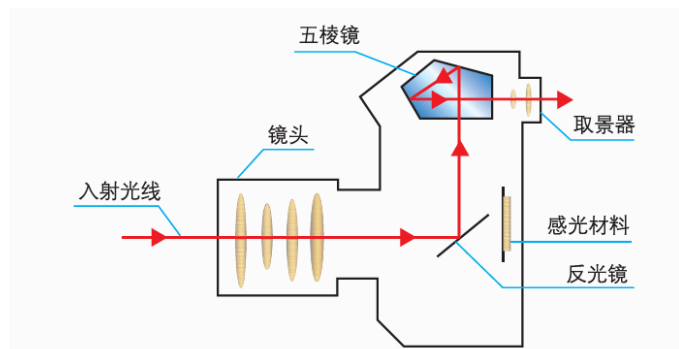 五棱镜
取景器
镜头
入射光线
感光材料
反光镜